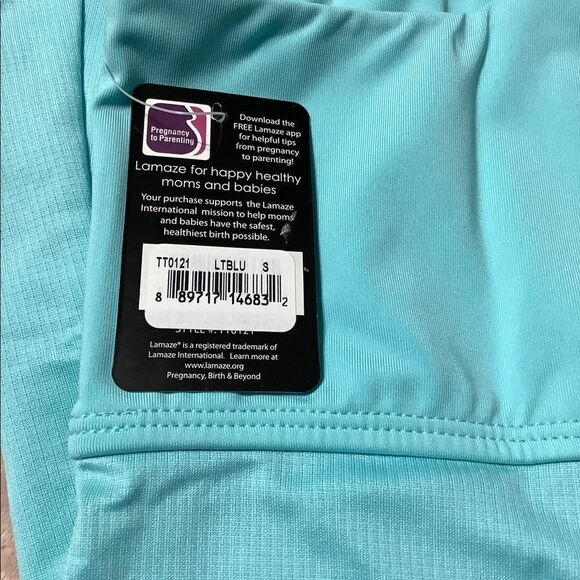 Pregnancy
to Parenting
Download the
FREE Lamaze app
for helpful tips
from pregnancy
to parenting!
Lamaze for happy healthy
moms and babies
Your purchase supports the Lamaze
International mission to help moms
and babies have the safest,
healthiest birth possible.
TT0121 LTBLU S
8 89717 14683 2
STYLE #: TT0121
Lamaze® is a registered trademark of
Lamaze International. Learn more at
www.lamaze.org
Pregnancy, Birth & Beyond